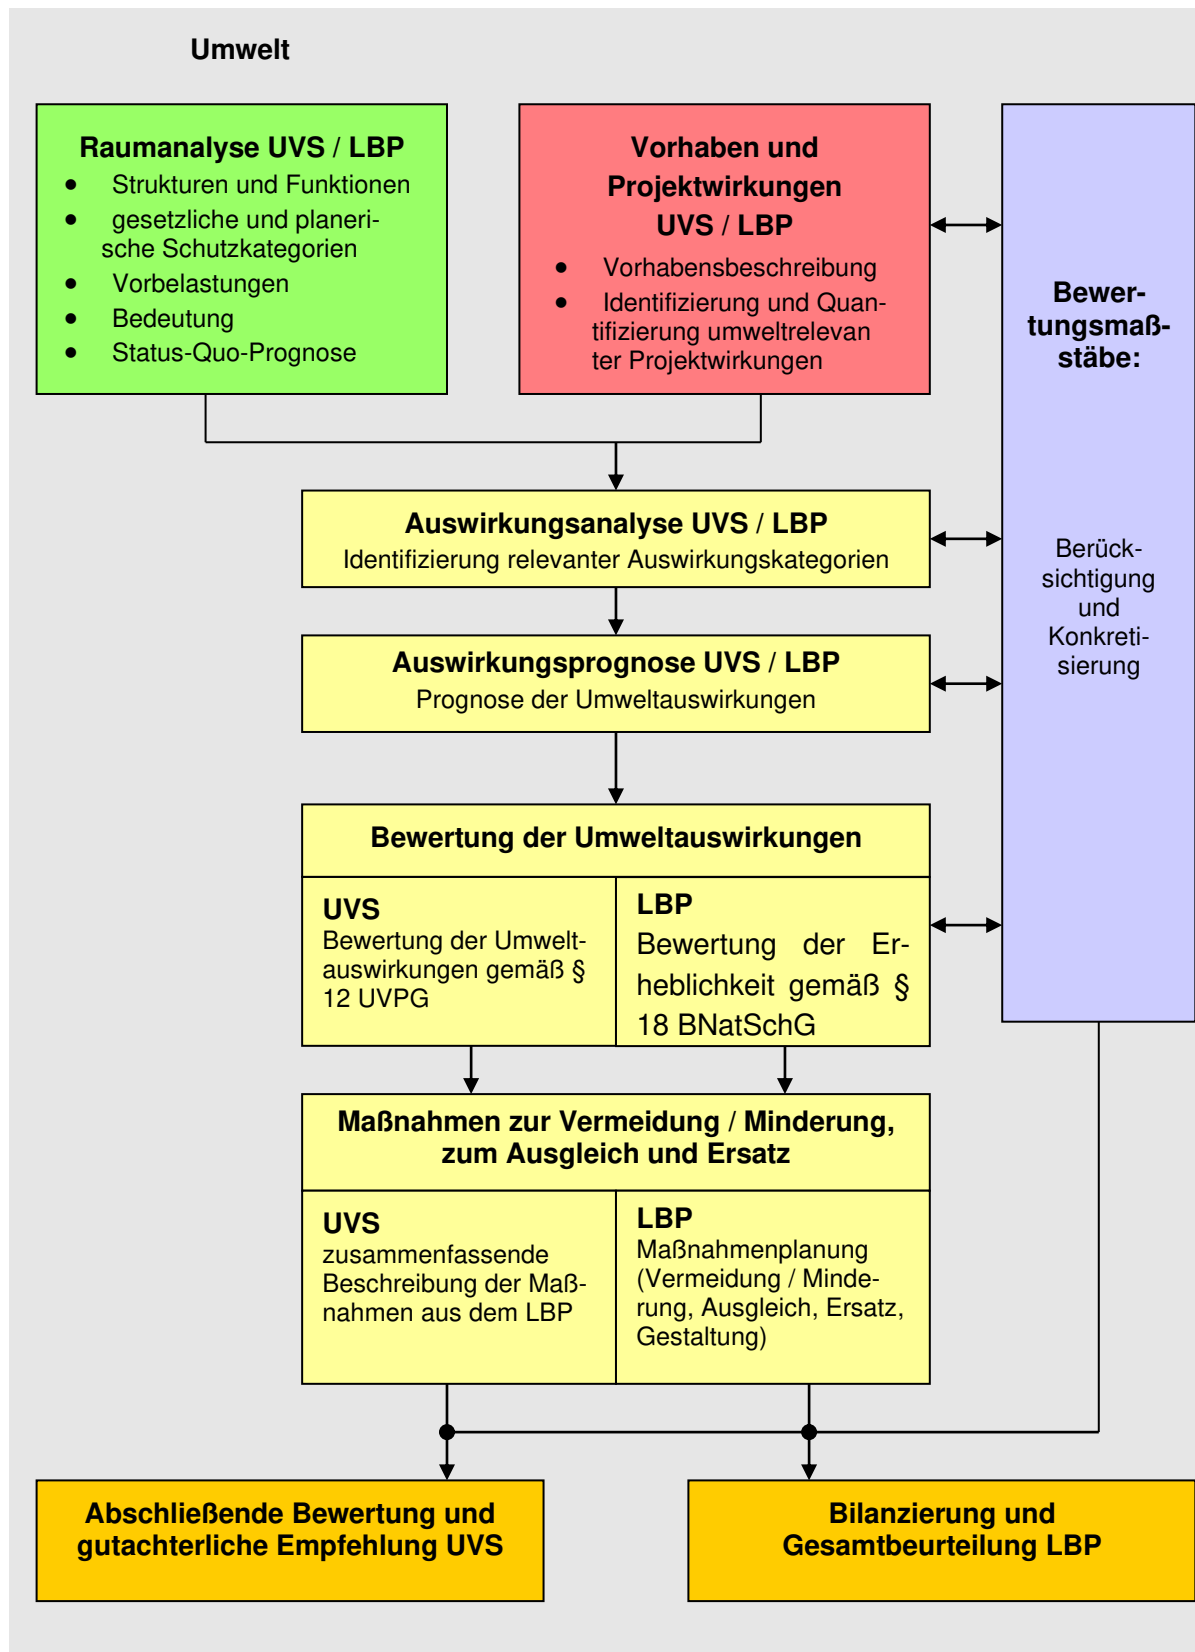 Umwelt
Raumanalyse UVS / LBP
• Strukturen und Funktionen
• gesetzliche und planeri-
sche Schutzkategorien
• Vorbelastungen
• Bedeutung
• Status-Quo-Prognose
Vorhaben und
Projektwirkungen
UVS / LBP
• Vorhabensbeschreibung
• Identifizierung und Quan-
tifizierung umweltrelevan
ter Projektwirkungen
Bewer-
tungsmaß-
stäbe:
Berück-
sichtigung
und
Konkreti-
sierung
Auswirkungsanalyse UVS / LBP
Identifizierung relevanter Auswirkungskategorien
Auswirkungsprognose UVS / LBP
Prognose der Umweltauswirkungen
Bewertung der Umweltauswirkungen
UVS
Bewertung der Umwelt-
auswirkungen gemäß §
12 UVPG
LBP
Bewertung der Er-
heblichkeit gemäß §
18 BNatSchG
Maßnahmen zur Vermeidung / Minderung,
zum Ausgleich und Ersatz
UVS
zusammenfassende
Beschreibung der Maß-
nahmen aus dem LBP
LBP
Maßnahmenplanung
(Vermeidung / Minde-
rung, Ausgleich, Ersatz,
Gestaltung)
Abschließende Bewertung und
gutachterliche Empfehlung UVS
Bilanzierung und
Gesamtbeurteilung LBP